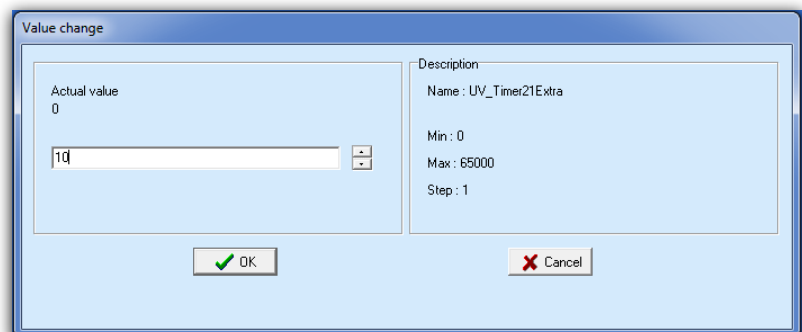 Value change
Actual value
0
10
Description
Name : UV_Timer21Extra
Min : 0
Max : 65000
Step : 1
OK
Cancel